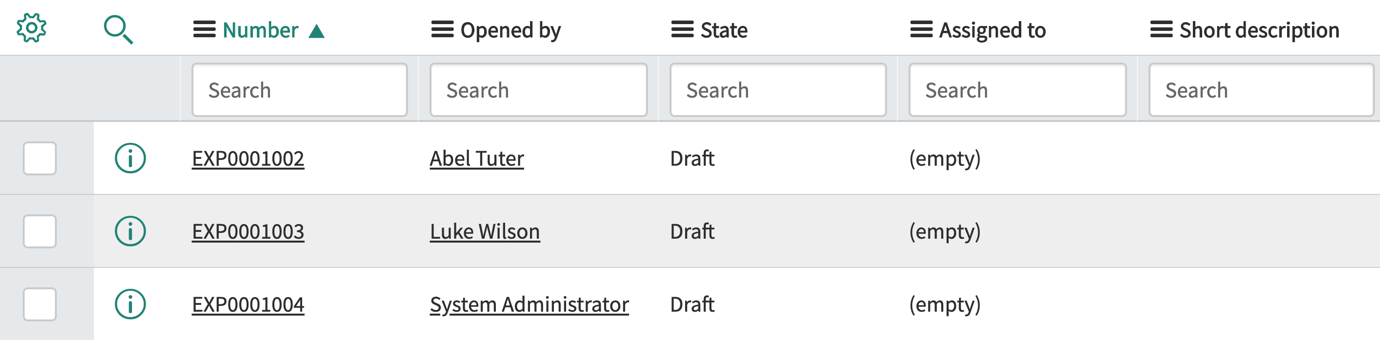 Number ▲ Opened by State Assigned to Short description
Search Search Search Search Search
EXP0001002 Abel Tuter Draft (empty)
EXP0001003 Luke Wilson Draft (empty)
EXP0001004 System Administrator Draft (empty)